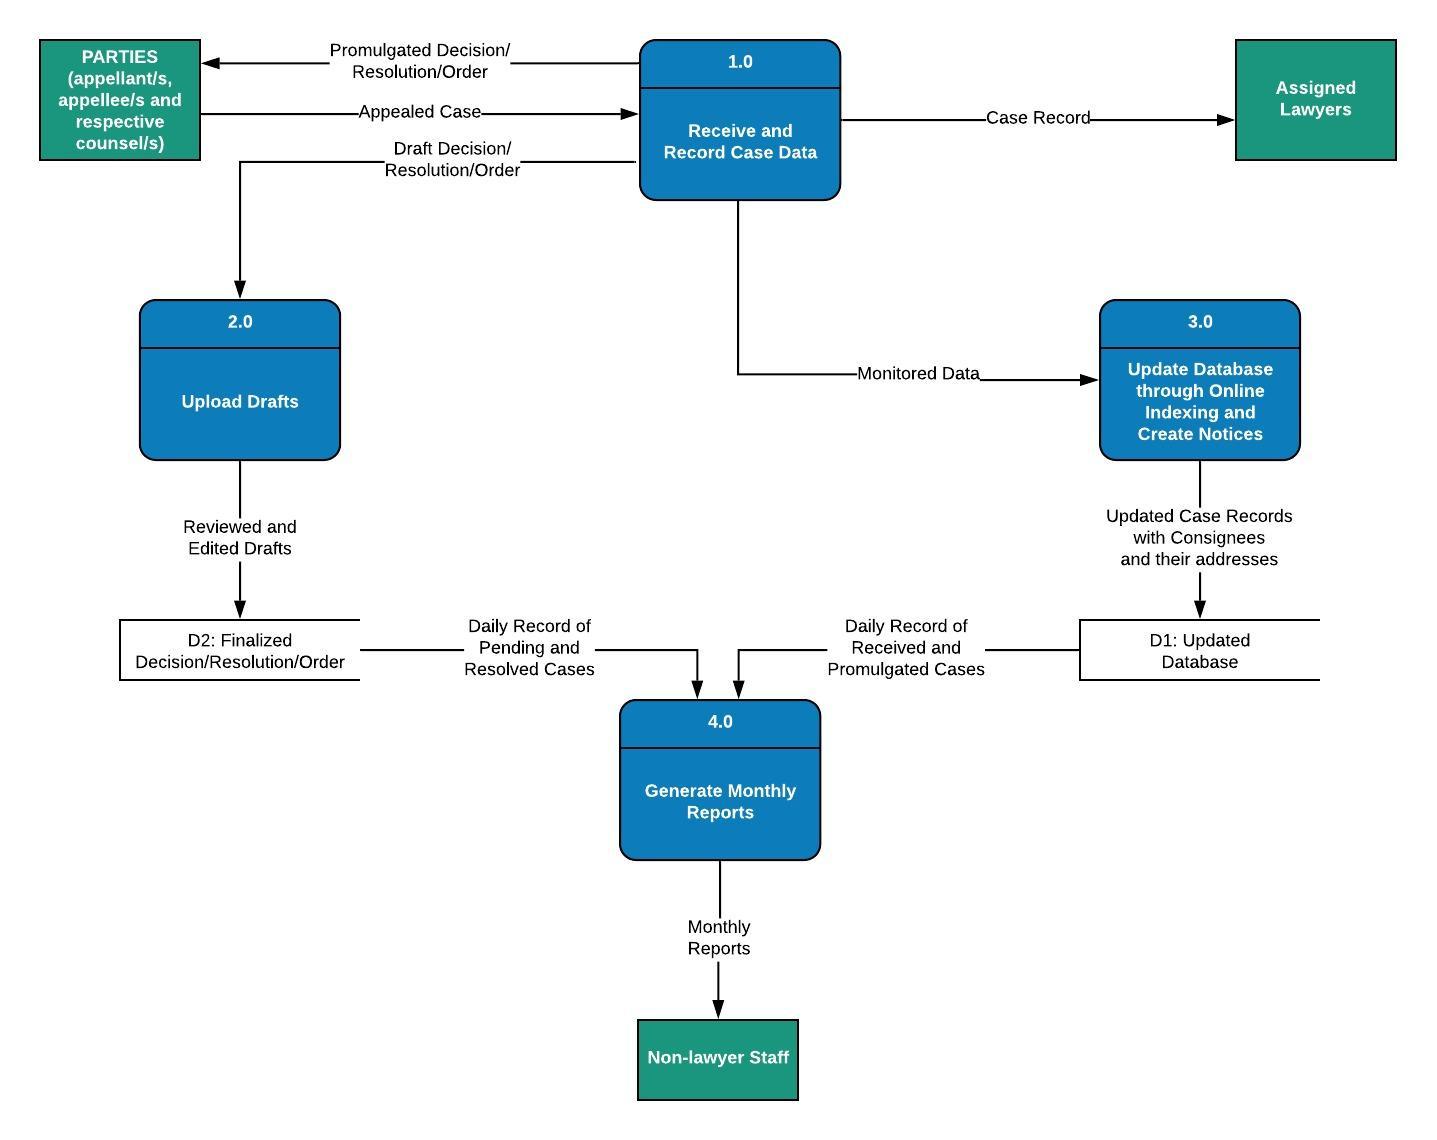 PARTIES
(appellant/s,
appellee/s and
respective
counsel/s)
Promulgated Decision/
Resolution/Order
Appealed Case
Draft Decision/
Resolution/Order
1.0
Receive and
Record Case Data
Case Record
Assigned
Lawyers
2.0
Upload Drafts
Monitored Data
3.0
Update Database
through Online
Indexing and
Create Notices
Reviewed and
Edited Drafts
Updated Case Records
with Consignees
and their addresses
D2: Finalized
Decision/Resolution/Order
Daily Record of
Pending and
Resolved Cases
Daily Record of
Received and
Promulgated Cases
D1: Updated
Database
4.0
Generate Monthly
Reports
Monthly
Reports
Non-lawyer Staff